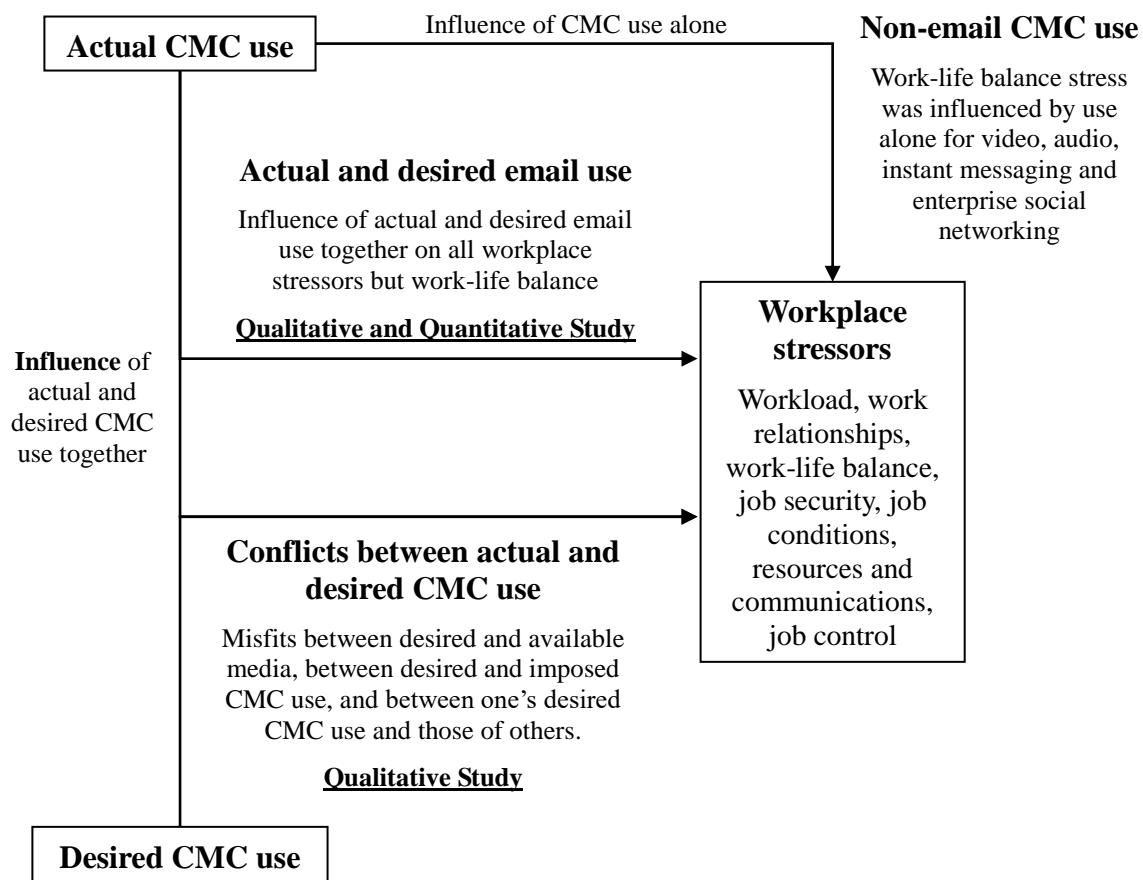 Actual CMC use
Influence of CMC use alone
Non-email CMC use
Work-life balance stress
was influenced by use
alone for video, audio,
instant messaging and
enterprise social
networking
Actual and desired email use
Influence of actual and desired email
use together on all workplace
stressors but work-life balance
Qualitative and Quantitative Study
Influence of
actual and
desired CMC
use together
Workplace
stressors
Workload, work
relationships,
work-life balance,
job security, job
conditions,
resources and
communications,
job control
Conflicts between actual and
desired CMC use
Misfits between desired and available
media, between desired and imposed
CMC use, and between one’s desired
CMC use and those of others.
Qualitative Study
Desired CMC use